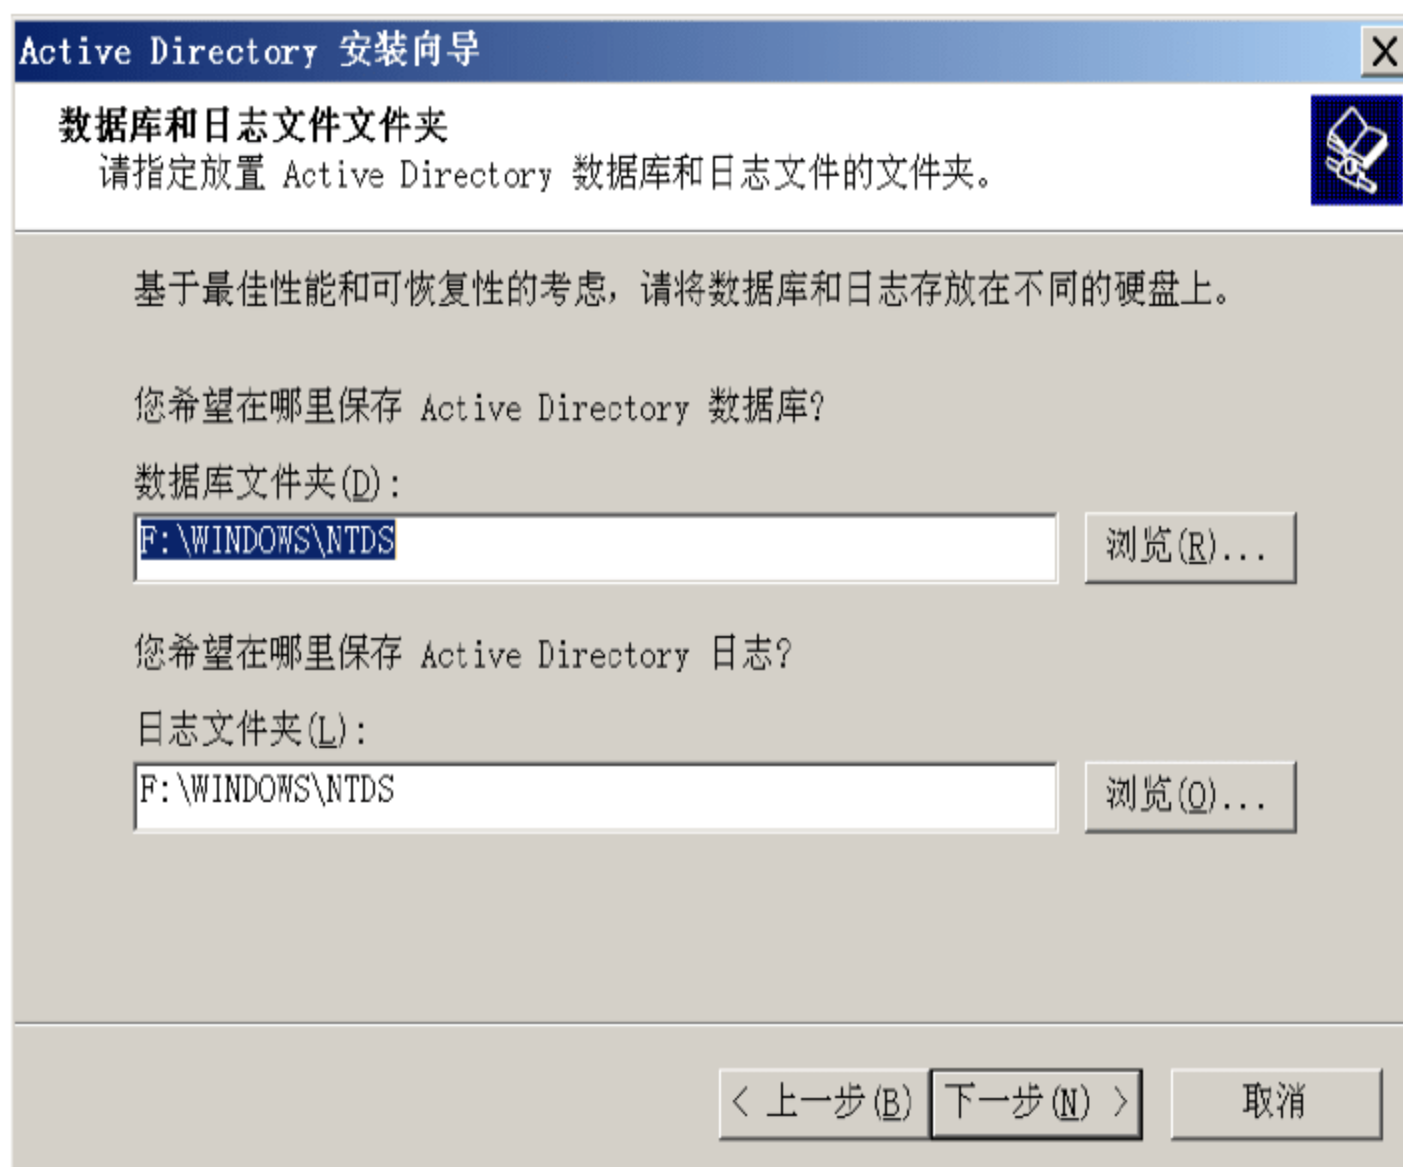 Active Directory 安装向导
数据库和日志文件文件夹
请指定放置 Active Directory 数据库和日志文件的文件夹。
基于最佳性能和可恢复性的考虑，请将数据库和日志存放在不同的硬盘上。
您希望在哪里保存 Active Directory 数据库?
数据库文件夹(D):
F:\WINDOWS\NTDS
浏览(R)...
您希望在哪里保存 Active Directory 日志?
日志文件夹(L):
F:\WINDOWS\NTDS
浏览(O)...
< 上一步(B) 下一步(N) > 取消